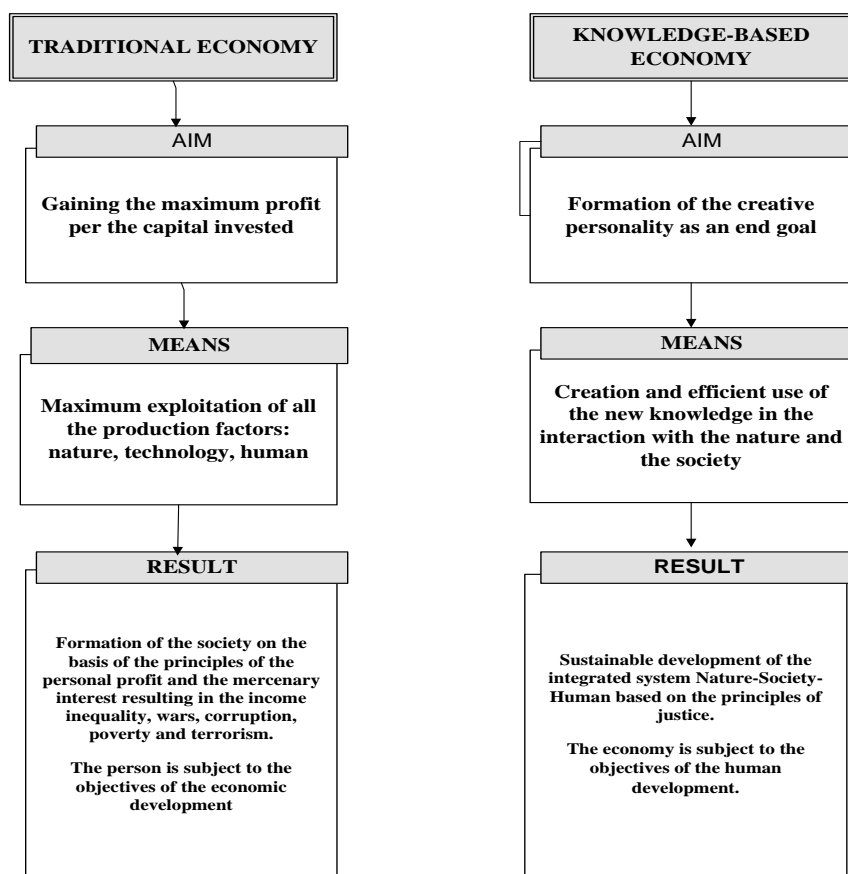 TRADITIONAL ECONOMY
AIM
Gaining the maximum profit
per the capital invested
MEANS
Maximum exploitation of all
the production factors:
nature, technology, human
RESULT
Formation of the society on the
basis of the principles of the
personal profit and the mercenary
interest resulting in the income
inequality, wars, corruption,
poverty and terrorism.
The person is subject to the
objectives of the economic
development
KNOWLEDGE-BASED
ECONOMY
AIM
Formation of the creative
personality as an end goal
MEANS
Creation and efficient use of
the new knowledge in the
interaction with the nature and
the society
RESULT
Sustainable development of the
integrated system Nature-Society-
Human based on the principles of
justice.
The economy is subject to the
objectives of the human
development.